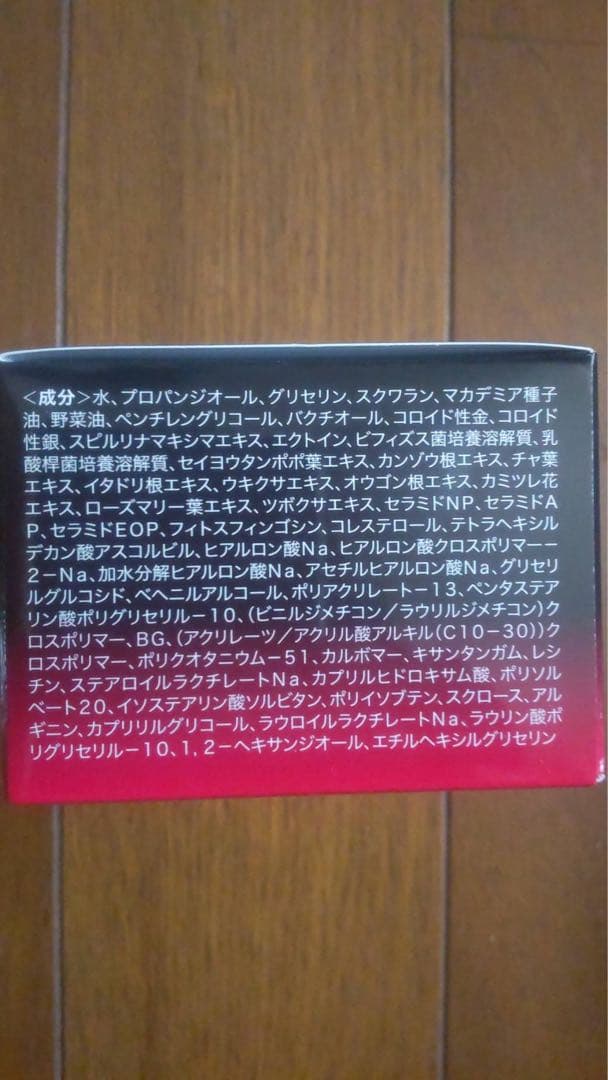 <成分>水、プロパンジオール、グリセリン、スクワラン、マカデミア種子
油、野菜油、ペンチレングリコール、バクチオール、コロイド性金、コロイド
性銀、スピルリナマキシマエキス、エクトイン、ビフィズス菌培養溶解質、乳
酸桿菌培養溶解質、セイヨウタンポポ葉エキス、カンゾウ根エキス、チャ葉
エキス、イタドリ根エキス、ウキクサエキス、オウゴン根エキス、カミツレ花
エキス、ローズマリー葉エキス、ツボクサエキス、セラミドNP、セラミドA
P、セラミドEOP、フィトスフィンゴシン、コレステロール、テトラヘキシル
デカン酸アスコルビル、ヒアルロン酸Na、ヒアルロン酸クロスポリマー－
2－Na、加水分解ヒアルロン酸Na、アセチルヒアルロン酸Na、グリセリ
ルグルコシド、ベヘニルアルコール、ポリアクリレート－13、ペンタステア
リン酸ポリグリセリル－10、(ビニルジメチコン／ラウリルジメチコン)ク
ロスポリマー、BG、(アクリレーツ／アクリル酸アルキル(C10－30))ク
ロスポリマー、ポリクオタニウム－51、カルボマー、キサンタンガム、レシ
チン、ステアロイルラクチレートNa、カプリルヒドロキサム酸、ポリソル
ベート20、イソステアリン酸ソルビタン、ポリイソブテン、スクロース、アル
ギニン、カプリリルグリコール、ラウロイルラクチレートNa、ラウリン酸ポ
リグリセリル－10、1，2－ヘキサンジオール、エチルヘキシルグリセリン